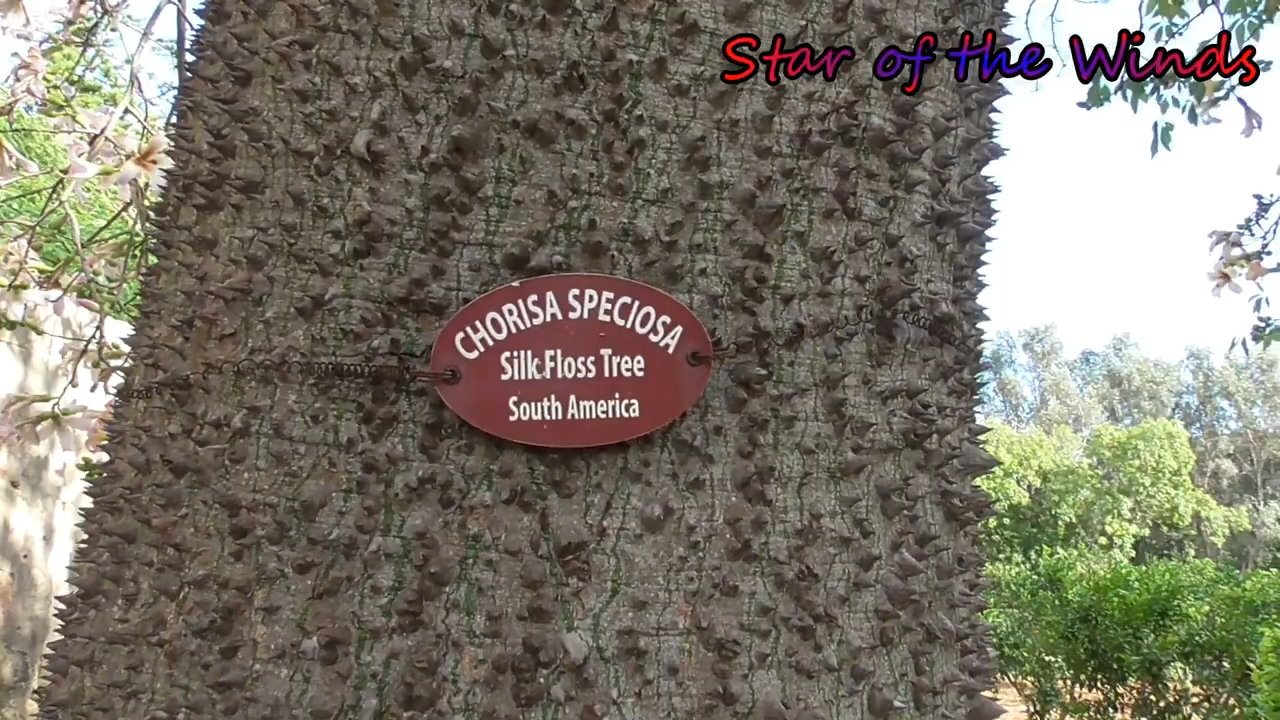 Star of the Winds
CHORISA SPECIOSA
Silk Floss Tree
South America